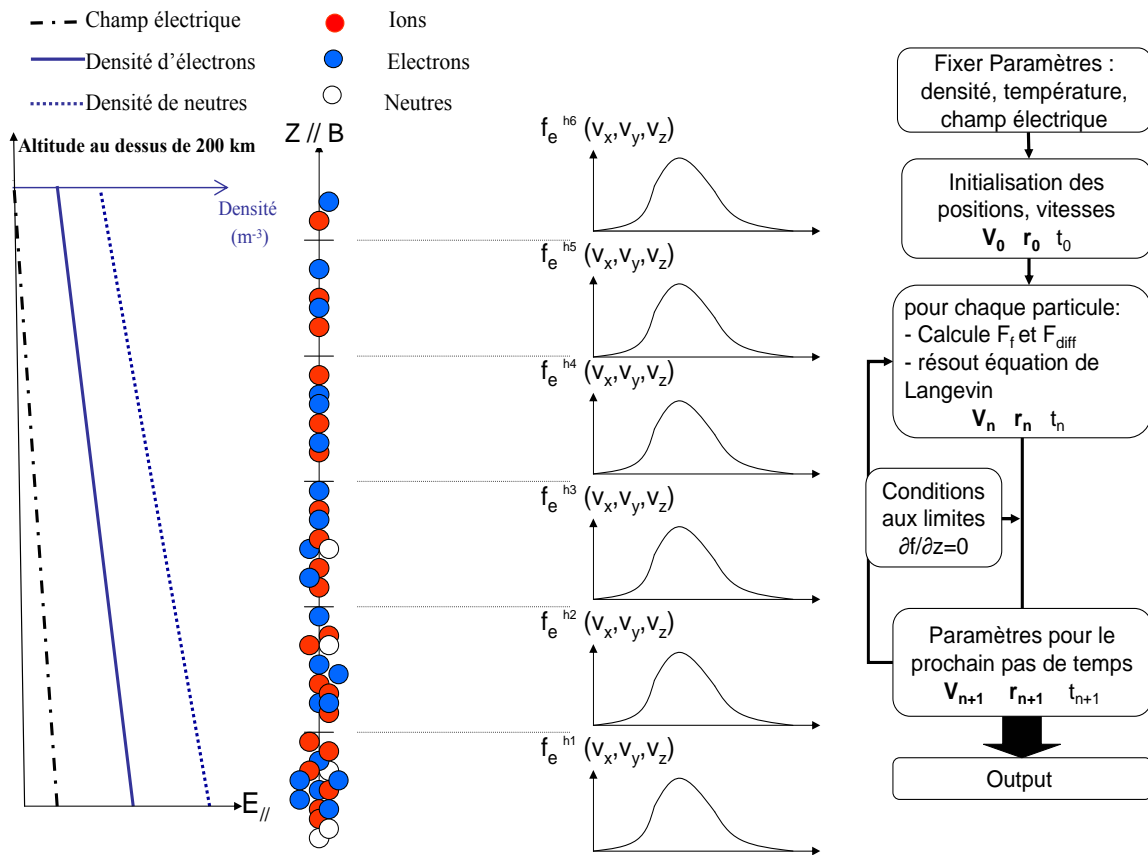 Champ électrique
Densité d'électrons
Densité de neutres
Ions
Electrons
Neutres
Altitude au dessus de 200 km
Densité
(m-3)
E//
Z // B
fe h6 (vx,vy,vz)
fe h5 (vx,vy,vz)
fe h4 (vx,vy,vz)
fe h3 (vx,vy,vz)
fe h2 (vx,vy,vz)
fe h1 (vx,vy,vz)
Fixer Paramètres :
densité, température,
champ électrique
Initialisation des
positions, vitesses
V0 r0 t0
pour chaque particule:
- Calcule Ff et Fdiff
- résout équation de
Langevin
Vn rn tn
Conditions
aux limites
∂f/∂z=0
Paramètres pour le
prochain pas de temps
Vn+1 rn+1 tn+1
Output